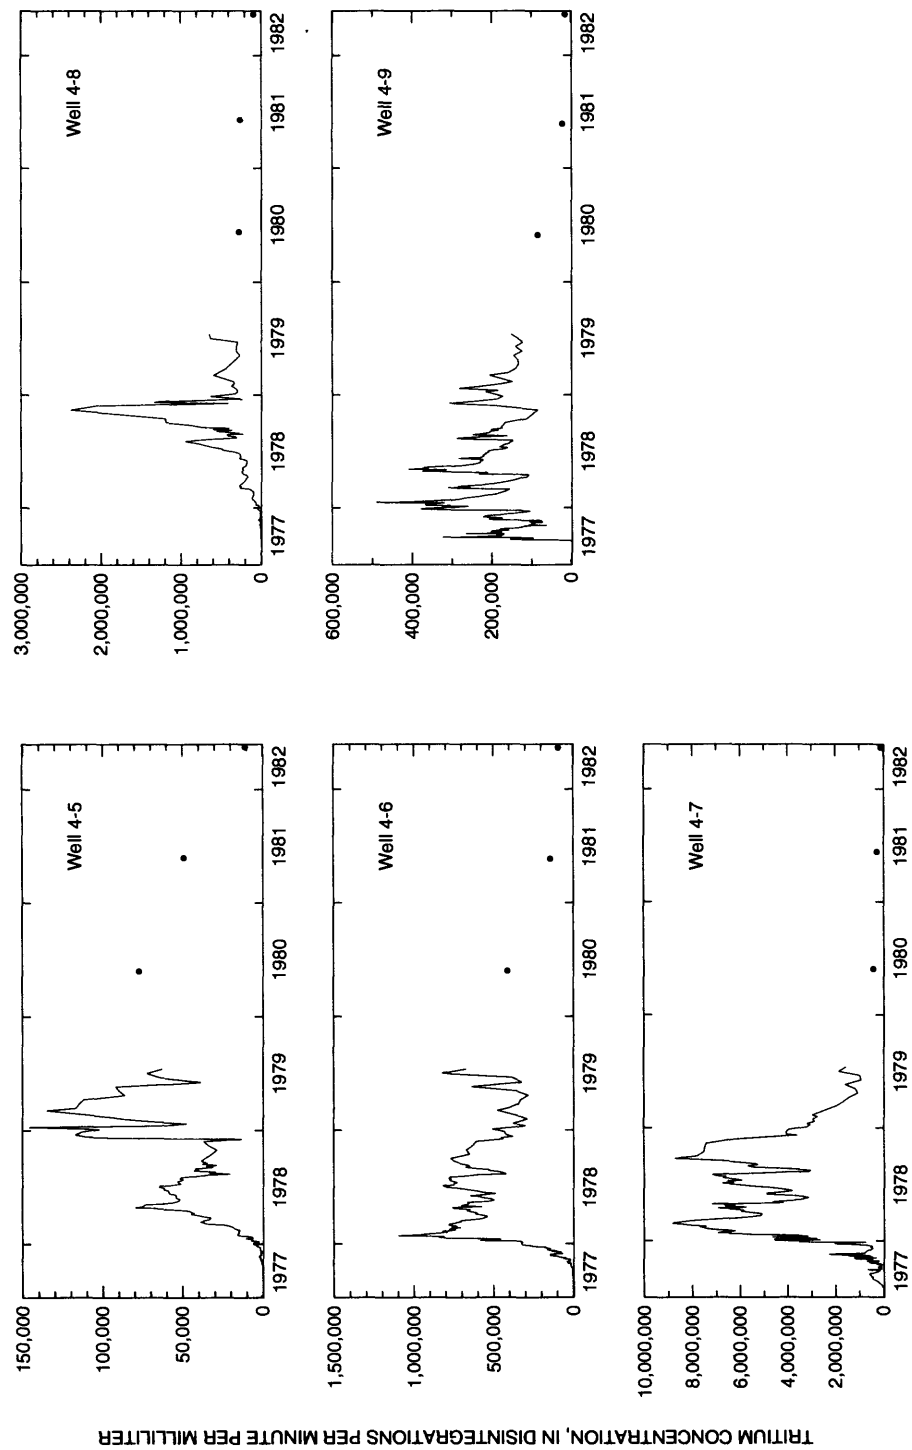 TRITIUM CONCENTRATION, IN DISINTEGRATIONS PER MINUTE PER MILLILITER
150,000
100,000
50,000
0
Well 4-5
1977 1978 1979 1980 1981 1982
1,500,000
1,000,000
500,000
0
Well 4-6
1977 1978 1979 1980 1981 1982
10,000,000
8,000,000
6,000,000
4,000,000
2,000,000
0
Well 4-7
1977 1978 1979 1980 1981 1982
3,000,000
2,000,000
1,000,000
0
Well 4-8
1977 1978 1979 1980 1981 1982
600,000
400,000
200,000
0
Well 4-9
1977 1978 1979 1980 1981 1982